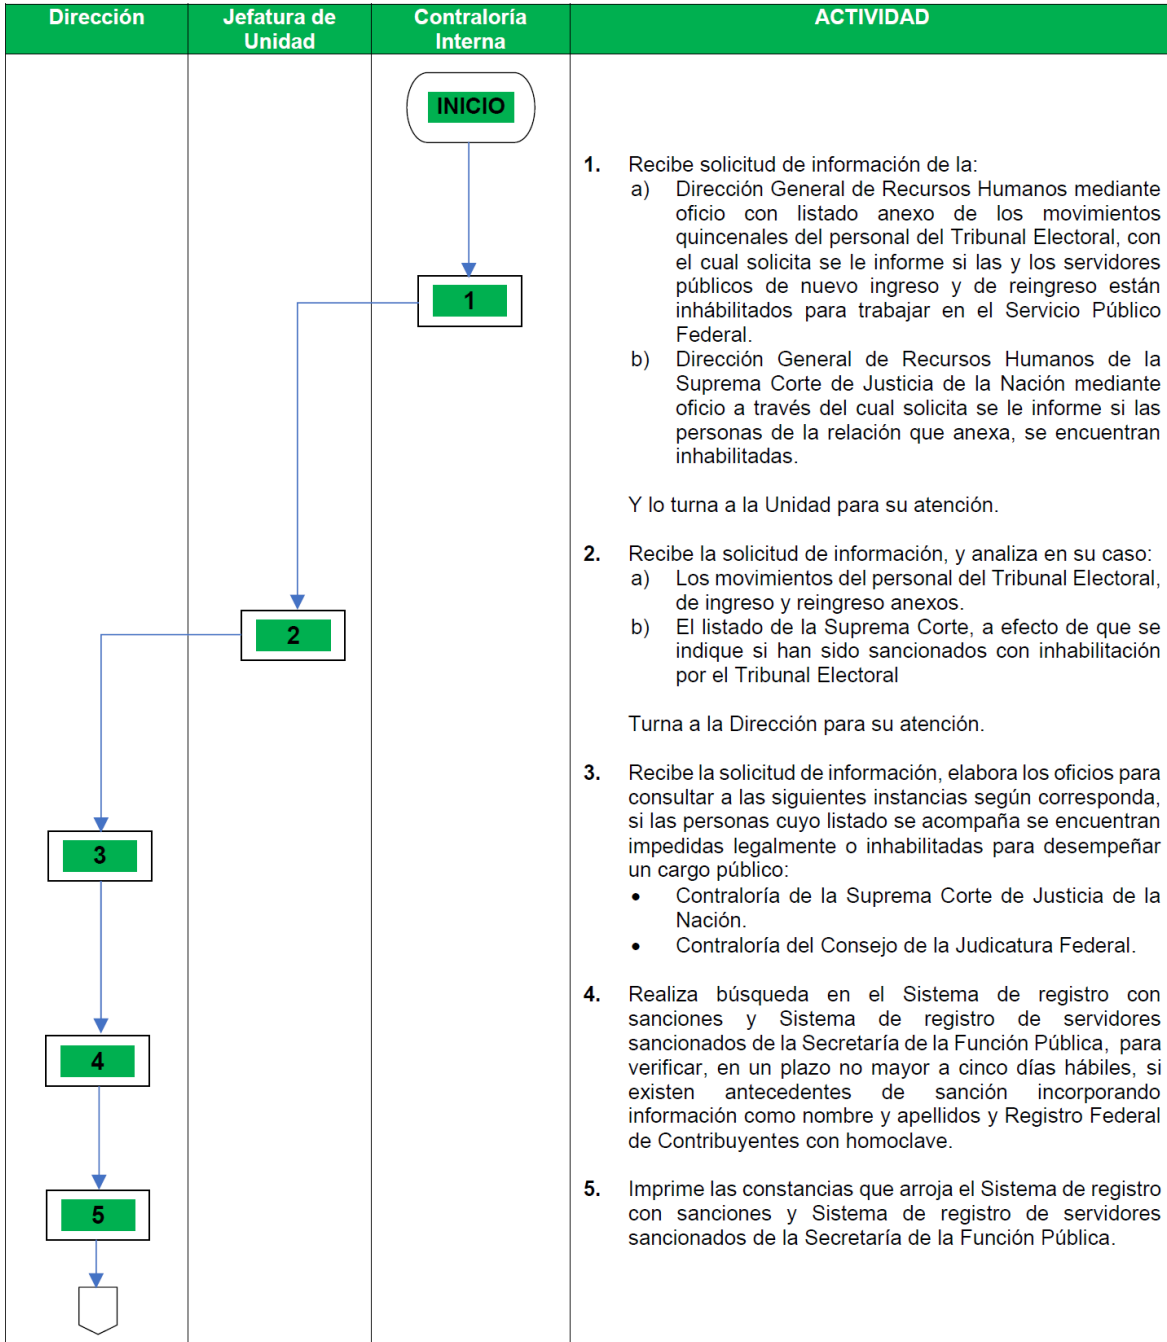 Dirección
Jefatura de
Unidad
Contraloría
Interna
ACTIVIDAD
INICIO
1
2
3
4
5
1. Recibe solicitud de información de la:
a) Dirección General de Recursos Humanos mediante
oficio con listado anexo de los movimientos
quincenales del personal del Tribunal Electoral, con
el cual solicita se le informe si las y los servidores
públicos de nuevo ingreso y de reingreso están
inhábilitados para trabajar en el Servicio Público
Federal.
b) Dirección General de Recursos Humanos de la
Suprema Corte de Justicia de la Nación mediante
oficio a través del cual solicita se le informe si las
personas de la relación que anexa, se encuentran
inhabilitadas.
Y lo turna a la Unidad para su atención.
2. Recibe la solicitud de información, y analiza en su caso:
a) Los movimientos del personal del Tribunal Electoral,
de ingreso y reingreso anexos.
b) El listado de la Suprema Corte, a efecto de que se
indique si han sido sancionados con inhabilitación
por el Tribunal Electoral
Turna a la Dirección para su atención.
3. Recibe la solicitud de información, elabora los oficios para
consultar a las siguientes instancias según corresponda,
si las personas cuyo listado se acompaña se encuentran
impedidas legalmente o inhabilitadas para desempeñar
un cargo público:
• Contraloría de la Suprema Corte de Justicia de la
Nación.
• Contraloría del Consejo de la Judicatura Federal.
4. Realiza búsqueda en el Sistema de registro con
sanciones y Sistema de registro de servidores
sancionados de la Secretaría de la Función Pública, para
verificar, en un plazo no mayor a cinco días hábiles, si
existen antecedentes de sanción incorporando
información como nombre y apellidos y Registro Federal
de Contribuyentes con homoclave.
5. Imprime las constancias que arroja el Sistema de registro
con sanciones y Sistema de registro de servidores
sancionados de la Secretaría de la Función Pública.